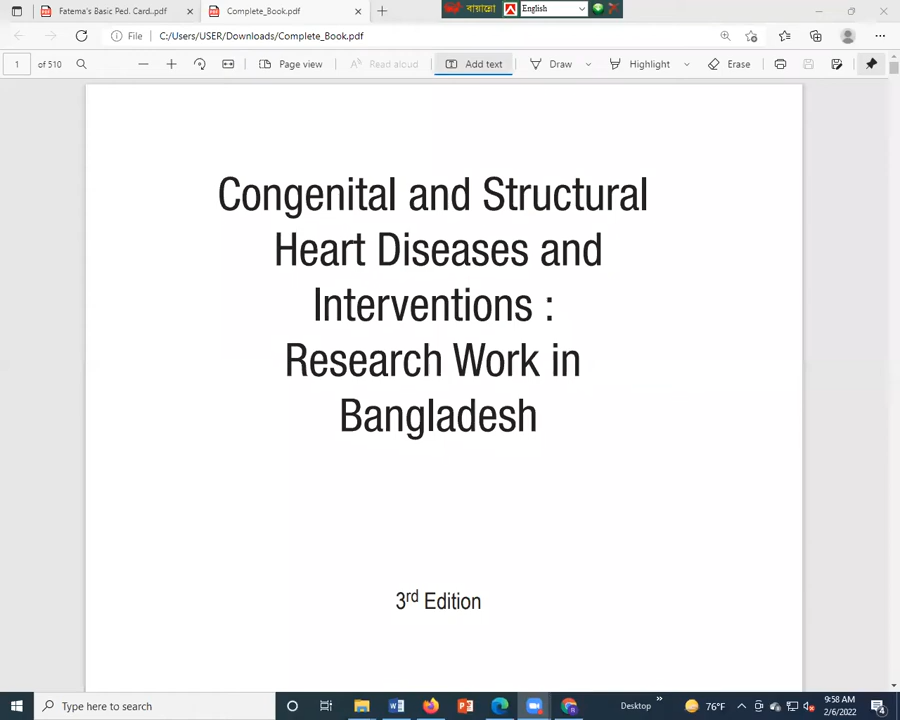 Fatema's Basic Ped. Card..pdf
Complete_Book.pdf
বায়ান্নো
English
File
C:/Users/USER/Downloads/Complete_Book.pdf
1 of 510
Page view
Read aloud
Add text
Draw
Highlight
Erase
Congenital and Structural
Heart Diseases and
Interventions :
Research Work in
Bangladesh
3rd Edition
Type here to search
Desktop
76°F
9:58 AM
2/6/2022
4